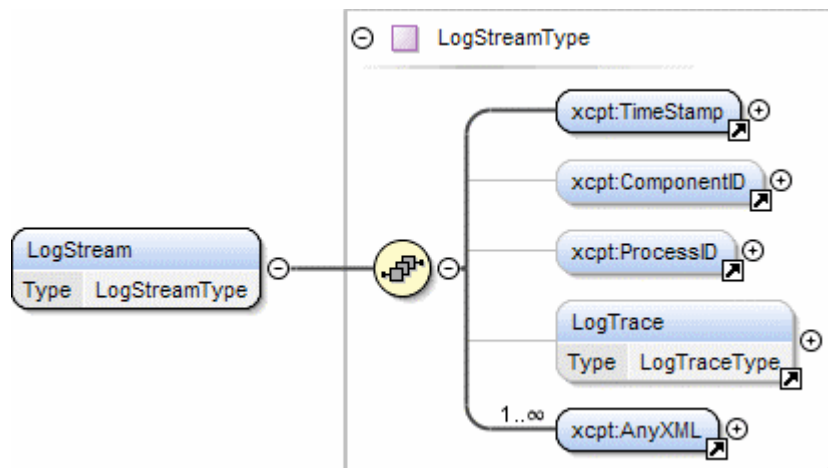 LogStreamType
xcpt:TimeStamp
xcpt:ComponentID
xcpt:ProcessID
LogStream
Type LogStreamType
LogTrace
Type LogTraceType
1..∞
xcpt:AnyXML